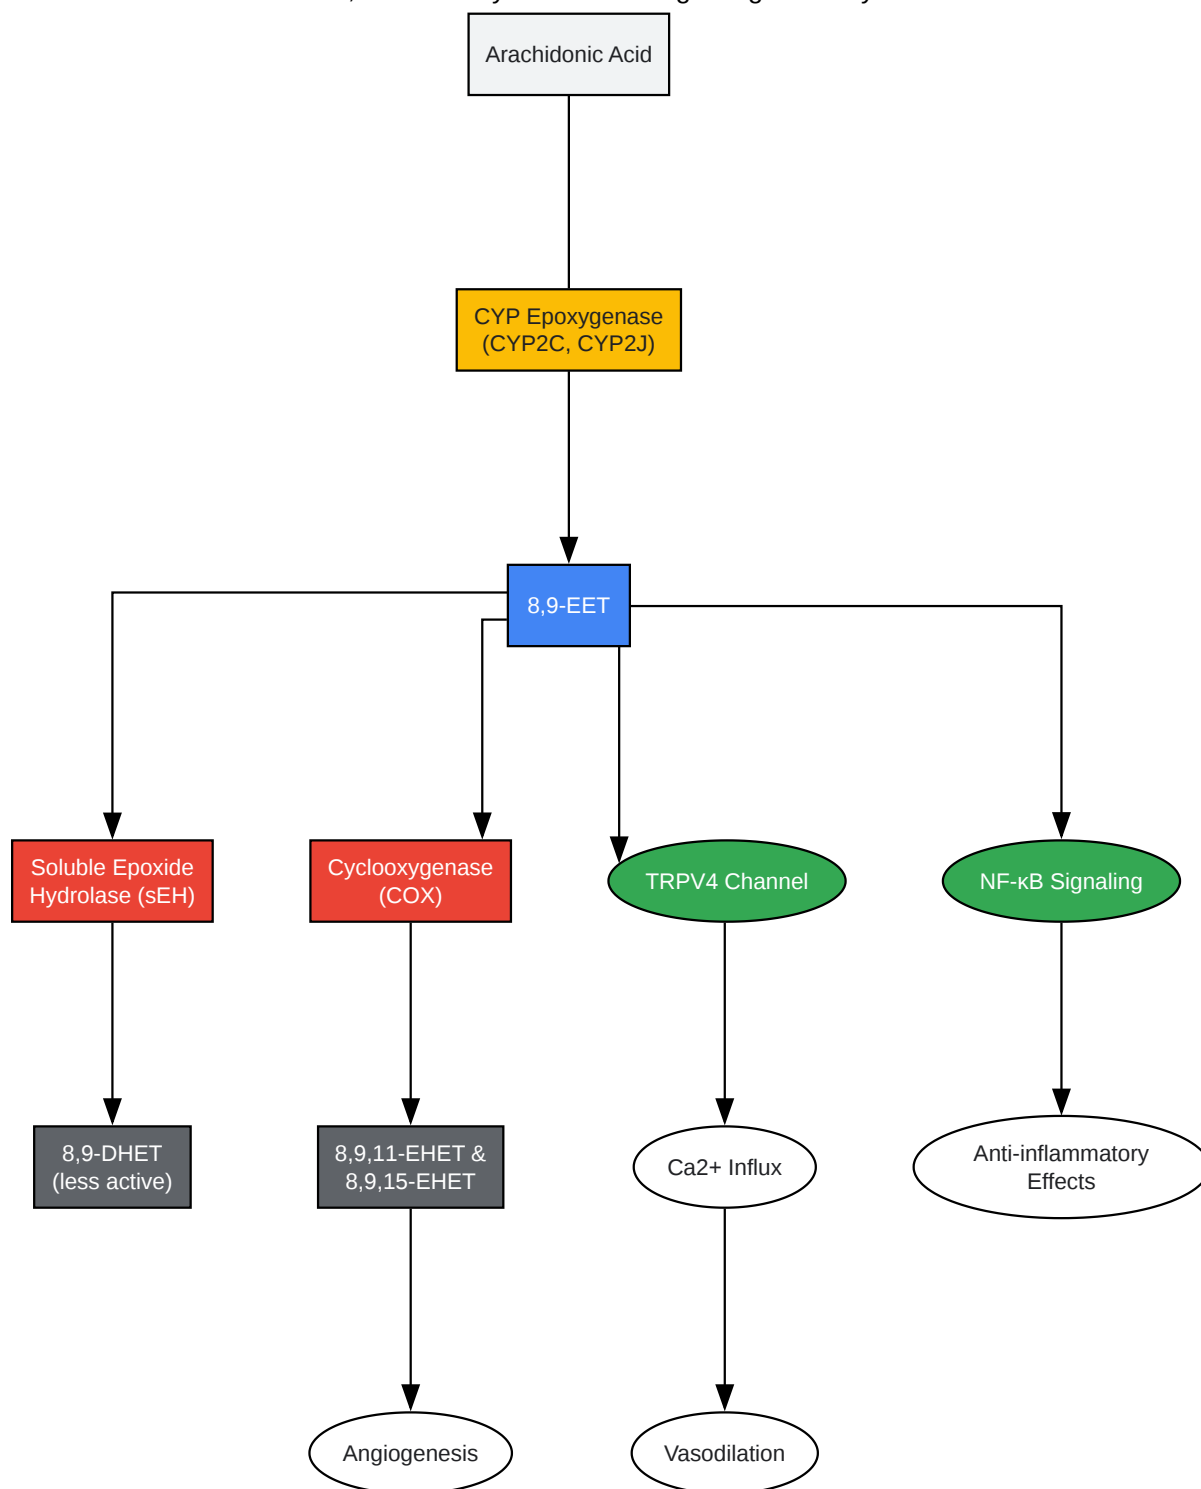 Arachidonic Acid
CYP Epoxygenase
(CYP2C, CYP2J)
8,9-EET
Soluble Epoxide
Hydrolase (sEH)
Cyclooxygenase
(COX)
TRPV4 Channel
NF-κB Signaling
8,9-DHET
(less active)
8,9,11-EHET &
8,9,15-EHET
Ca2+ Influx
Anti-inflammatory
Effects
Angiogenesis
Vasodilation